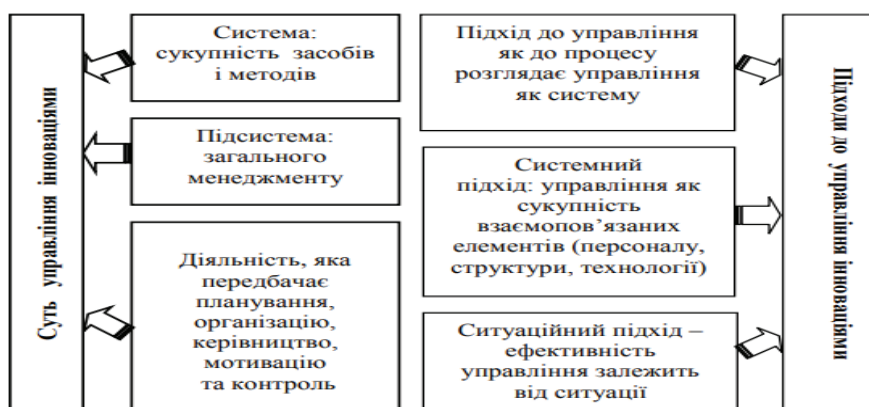 Суть управління інноваціями
Система:
сукупність засобів
і методів
Підсистема:
загального
менеджменту
Діяльність, яка
передбачає
планування,
організацію,
керівництво,
мотивацію
та контроль
Підхід до управління
як до процесу
розглядає управління
як систему
Системний
підхід: управління як
сукупність
взаємопов’язаних
елементів (персоналу,
структури, технології)
Ситуаційний підхід –
ефективність
управління залежить
від ситуації
Підходи до управління інноваціями